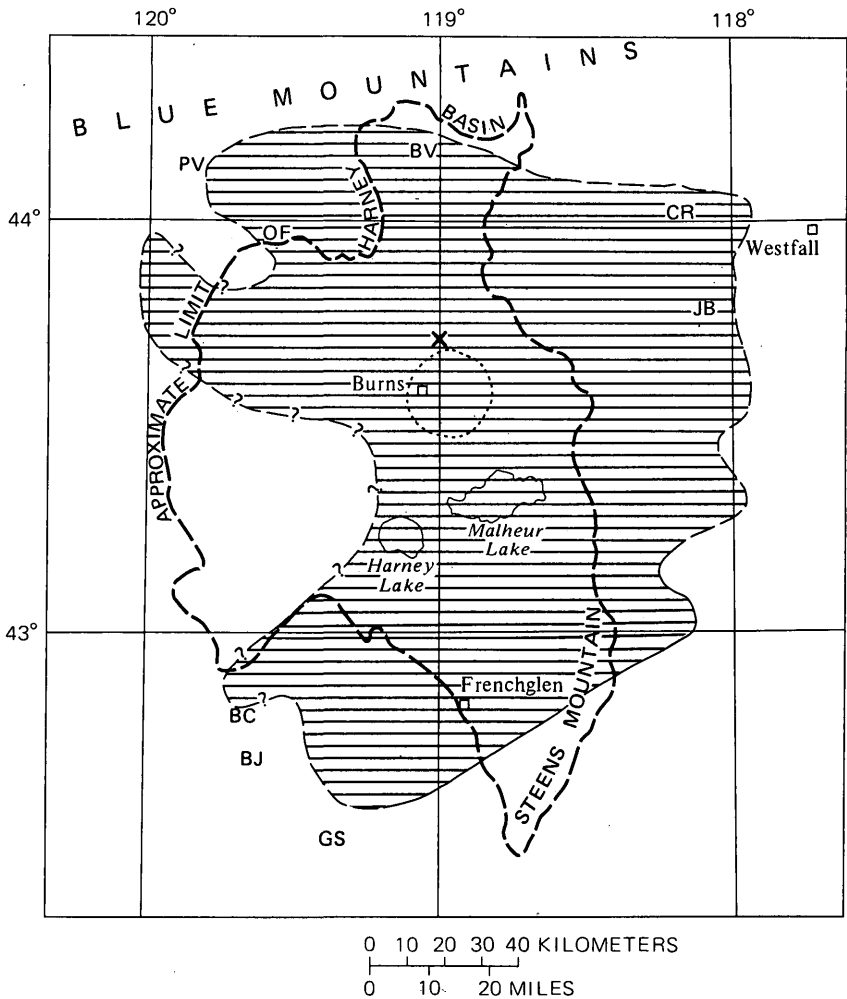 120° 119° 118°
BLUE MOUNTAINS
BASIN
PV BV
HARNEY
44°
CR
OF
Westfall
LIMIT
?
?
JB
X
?
Burns
APPROXIMATE
?
?
?
?
Malheur
Lake
Harney
Lake
?
43°
STEENS MOUNTAIN
?
Frenchglen
?
BC
BJ
GS
0 10 20 30 40 KILOMETERS
0 10 20 MILES